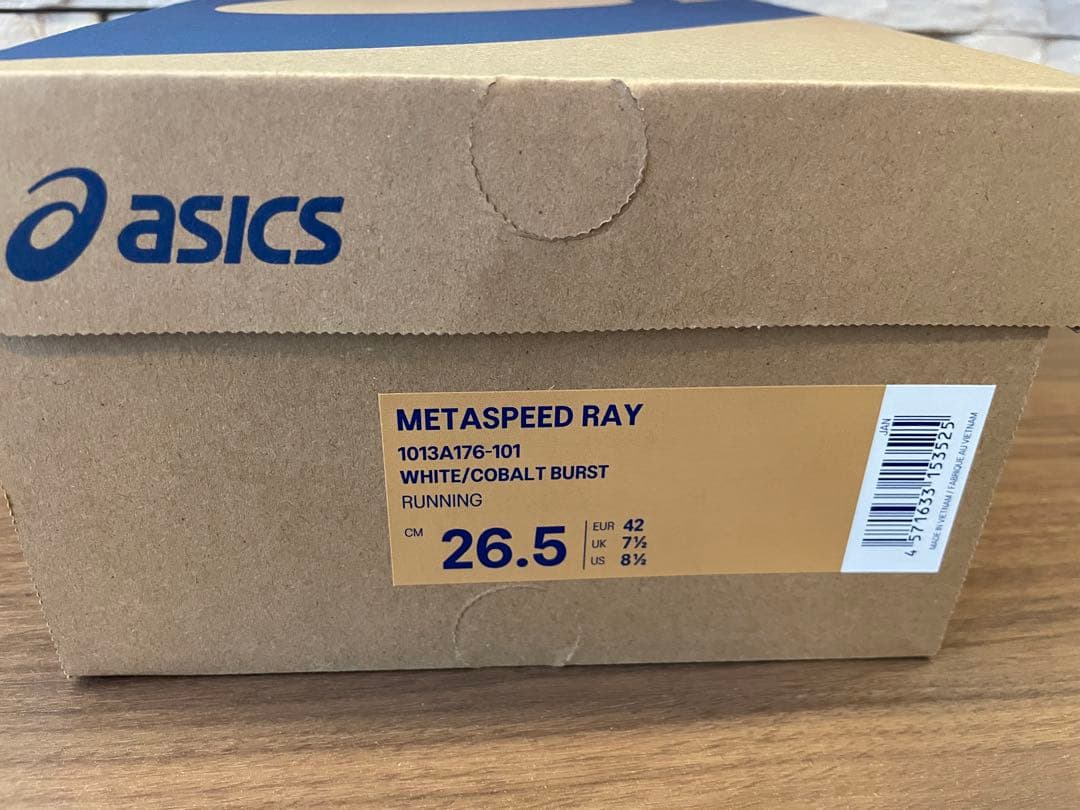 asics
METASPEED RAY
1013A176-101
WHITE/COBALT BURST
RUNNING
CM 26.5
EUR 42
UK 7½
US 8½
JAN
4 571633 153525
MADE IN VIETNAM / FABRIQUE AU VIETNAM